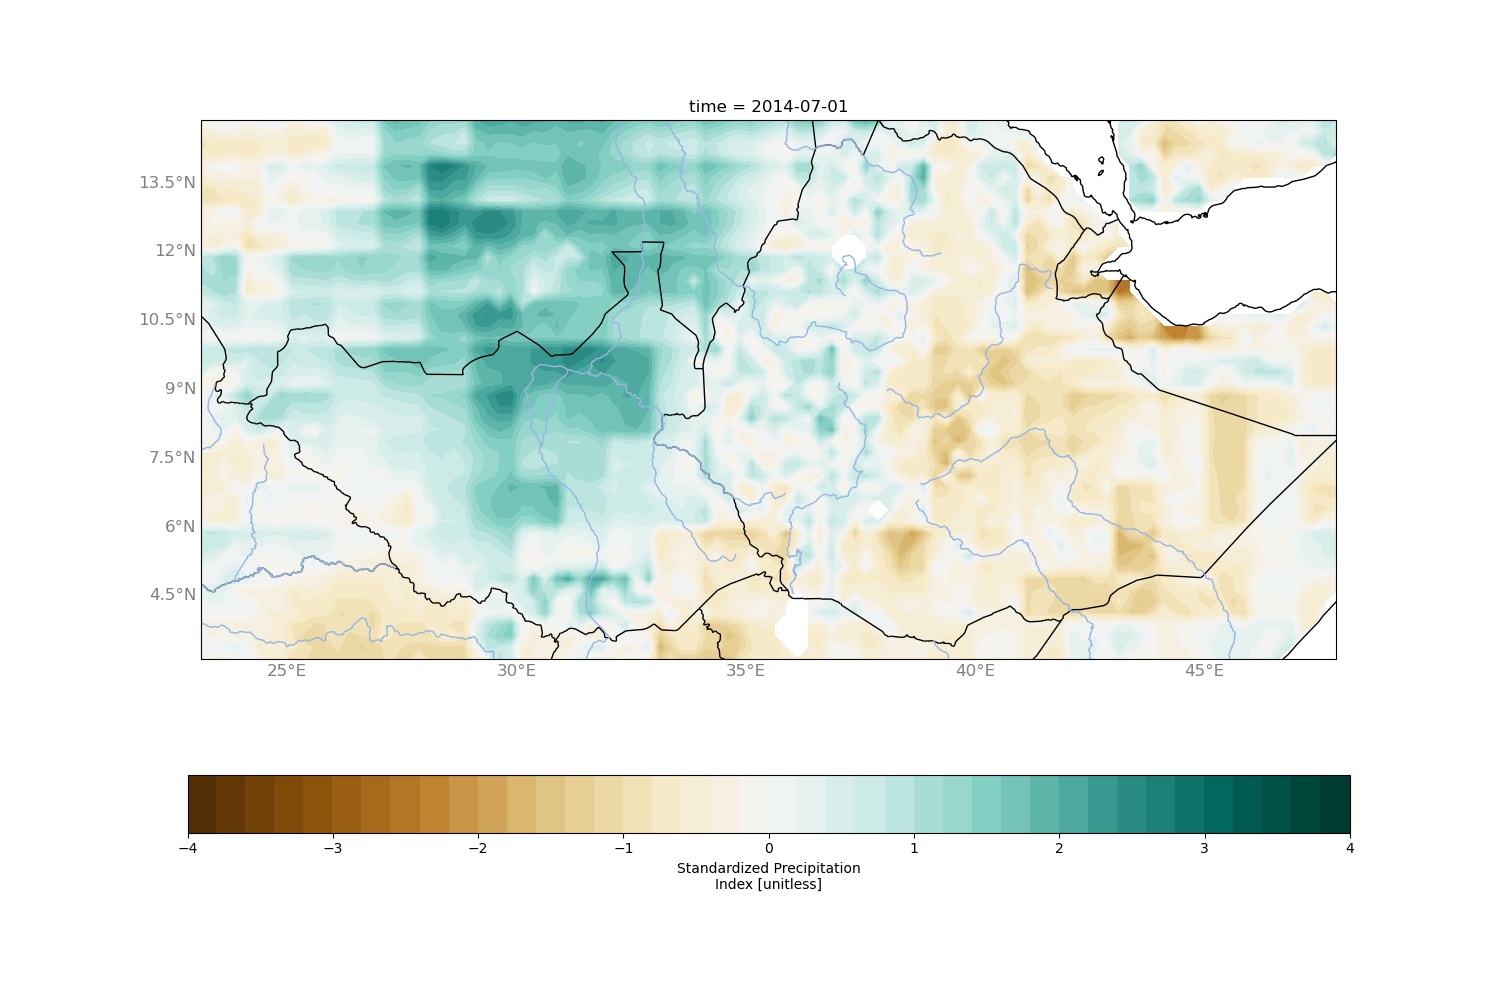 time = 2014-07-01
13.5°N
12°N
10.5°N
9°N
7.5°N
6°N
4.5°N
25°E 30°E 35°E 40°E 45°E
−4 −3 −2 −1 0 1 2 3 4
Standardized Precipitation
Index [unitless]